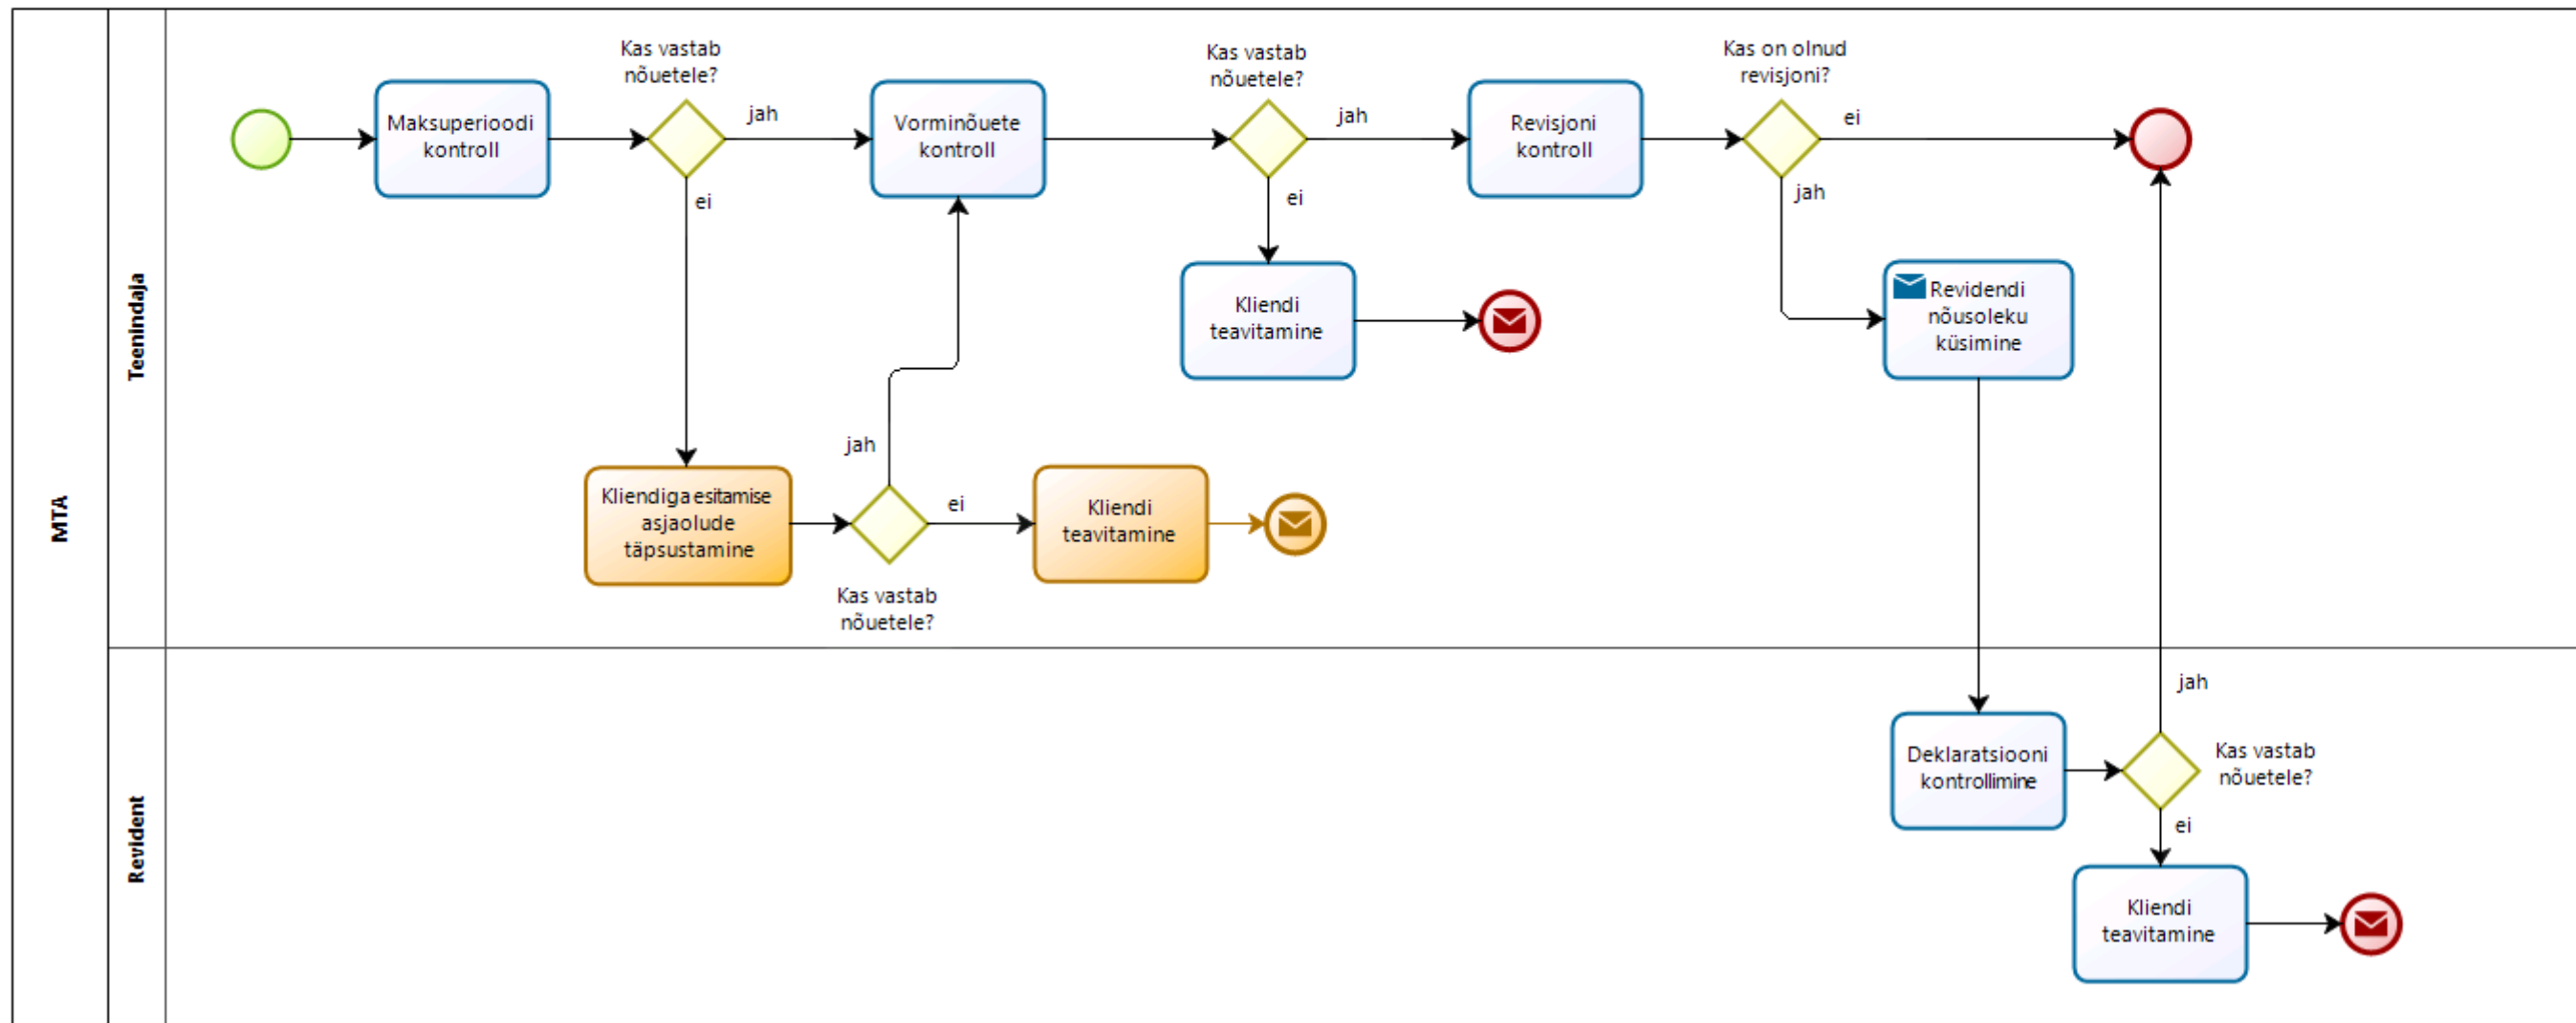 MTA
Teenindaja
Maksuperioodi
kontroll
Kas vastab
nõuetele?
jah
ei
Vorminõuete
kontroll
Kas vastab
nõuetele?
jah
ei
Revisjoni
kontroll
Kas on olnud
revisjoni?
ei
jah
Kliendi
teavitamine
Revidendi
nõusoleku
küsimine
Kliendiga esitamise
asjaolude
täpsustamine
jah
ei
Kas vastab
nõuetele?
Kliendi
teavitamine
Revident
Deklaratsiooni
kontrollimine
jah
Kas vastab
nõuetele?
ei
Kliendi
teavitamine